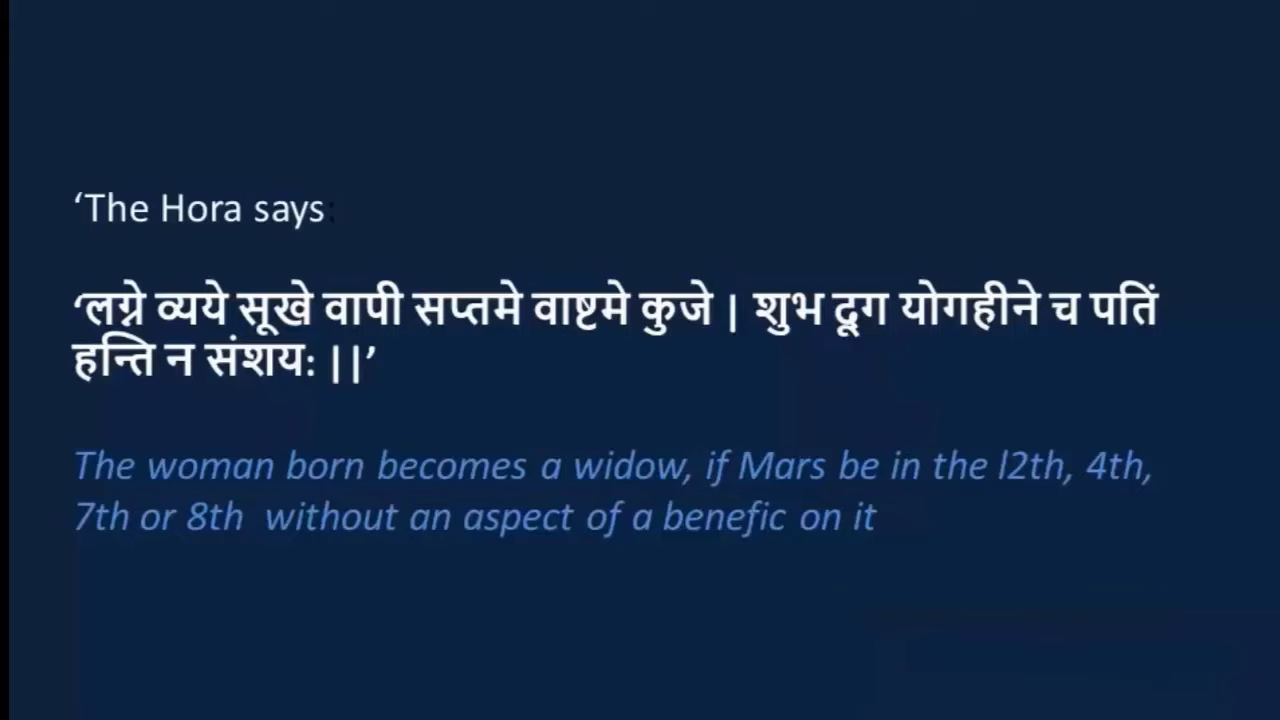 ‘The Hora says:
‘लग्ने व्यये सूखे वापी सप्तमे वाष्टमे कुजे | शुभ दूग योगहीने च पतिं
हन्ति न संशयः ||’
The woman born becomes a widow, if Mars be in the l2th, 4th,
7th or 8th without an aspect of a benefic on it